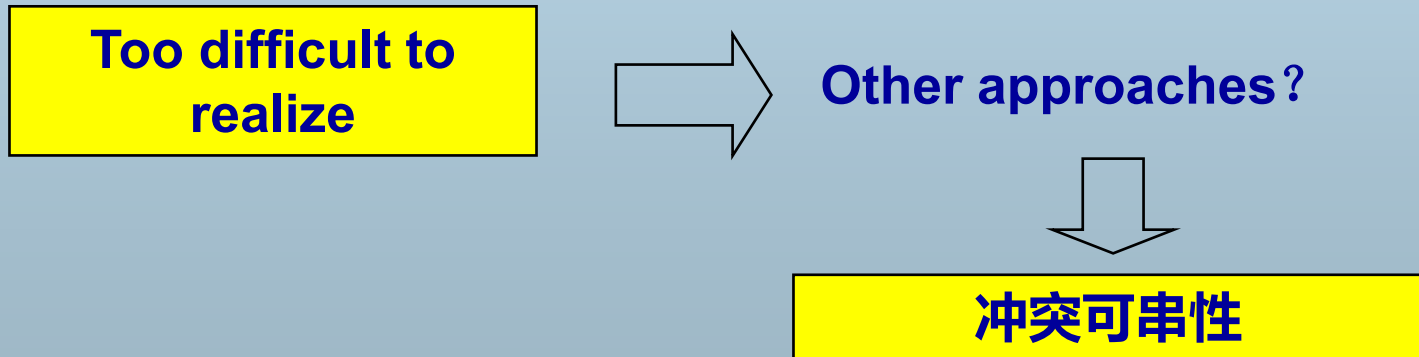 Too difficult to
realize
Other approaches？
冲突可串性